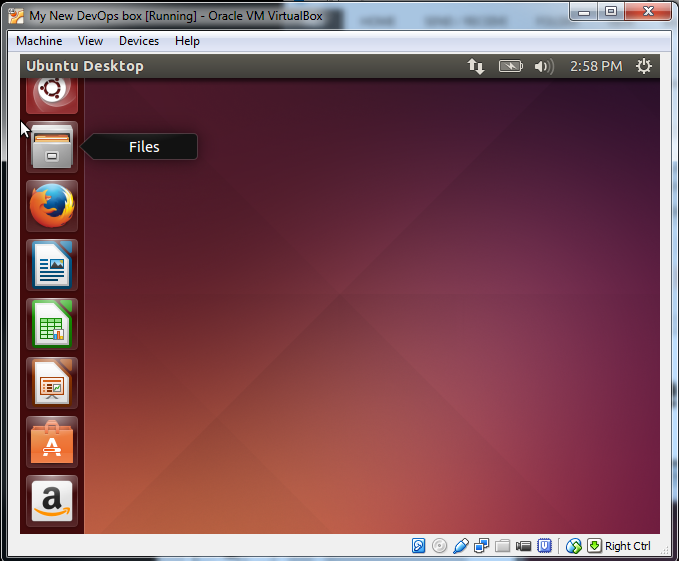 My New DevOps box [Running] - Oracle VM VirtualBox
Machine View Devices Help
Ubuntu Desktop 2:58 PM
Files
A
a
Right Ctrl